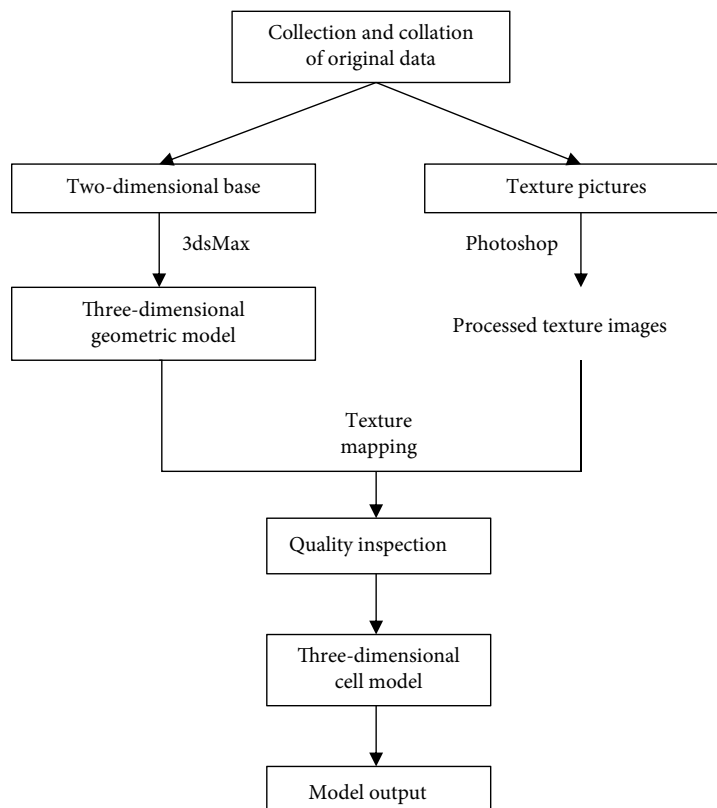 Collection and collation
of original data
Two-dimensional base
Texture pictures
3dsMax
Photoshop
Three-dimensional
geometric model
Processed texture images
Texture
mapping
Quality inspection
Three-dimensional
cell model
Model output